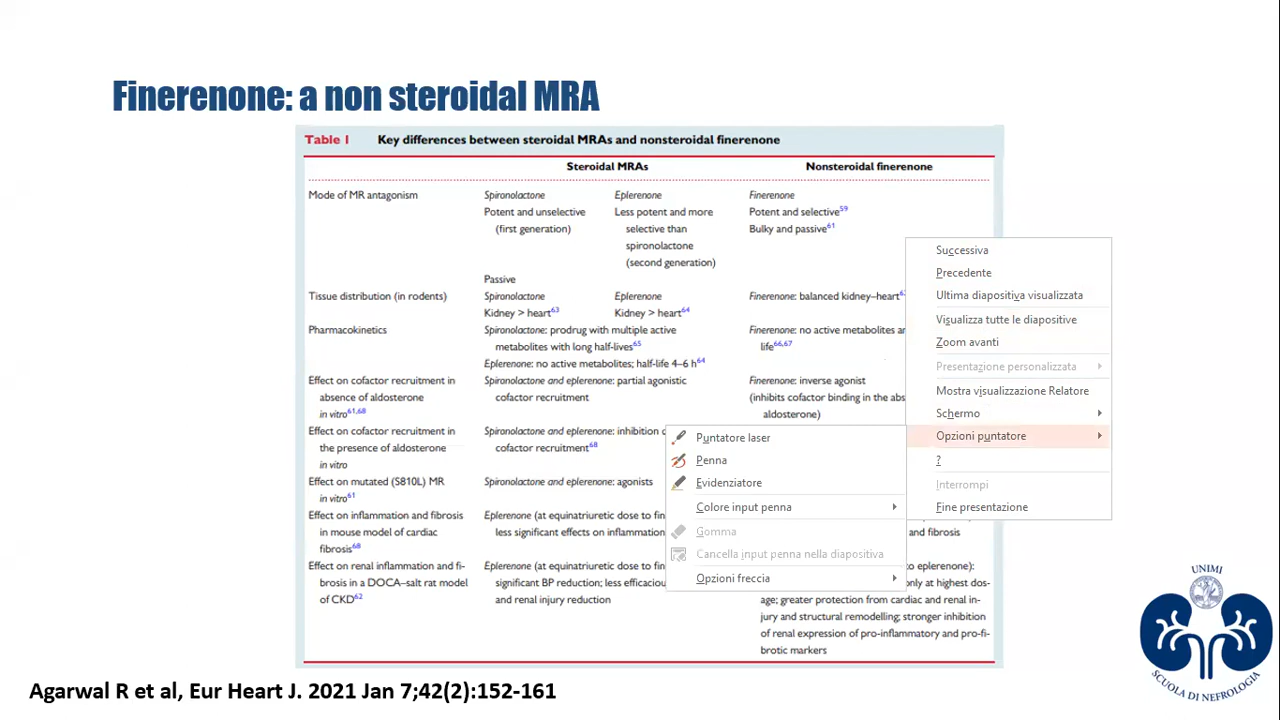 Finerenone: a non steroidal MRA
Table 1 Key differences between steroidal MRAs and nonsteroidal finerenone
Steroidal MRAs Nonsteroidal finerenone
Mode of MR antagonism Spironolactone Eplerenone Finerenone
Potent and unselective Less potent and more Potent and selective59
(first generation) selective than Bulky and passive61
spironolactone
(second generation)
Passive
Tissue distribution (in rodents) Spironolactone Eplerenone Finerenone: balanced kidney–heart
Kidney > heart63 Kidney > heart64
Pharmacokinetics Spironolactone: prodrug with multiple active Finerenone: no active metabolites
metabolites with long half-lives65 life66,67
Eplerenone: no active metabolites; half-life 4–6 h64
Effect on cofactor recruitment in Spironolactone and eplerenone: partial agonistic Finerenone: inverse agonist
absence of aldosterone cofactor recruitment (inhibits cofactor binding in the
in vitro61,68 aldosterone)
Effect on cofactor recruitment in Spironolactone and eplerenone: inhibition
the presence of aldosterone cofactor recruitment68
in vitro
Effect on mutated (S810L) MR Spironolactone and eplerenone: agonists
in vitro61
Effect on inflammation and fibrosis Eplerenone (at equinatriuretic dose to
in mouse model of cardiac less significant effects on inflammation and fibrosis
fibrosis68
Effect on renal inflammation and fi- Eplerenone (at equinatriuretic dose to to eplerenone):
brosis in a DOCA–salt rat model significant BP reduction; less only at highest dos-
of CKD62 and renal injury reduction age; greater protection from cardiac and renal in-
jury and structural remodelling; stronger inhibition
of renal expression of pro-inflammatory and pro-fi-
brotic markers
Successiva
Precedente
Ultima diapositiva visualizzata
Visualizza tutte le diapositive
Zoom avanti
Presentazione personalizzata
Mostra visualizzazione Relatore
Schermo
Opzioni puntatore
?
Interrompi
Fine presentazione
Puntatore laser
Penna
Evidenziatore
Colore input penna
Gomma
Cancella input penna nella diapositiva
Opzioni freccia
UNIMI
SCUOLA DI NEFROLOGIA
Agarwal R et al, Eur Heart J. 2021 Jan 7;42(2):152-161